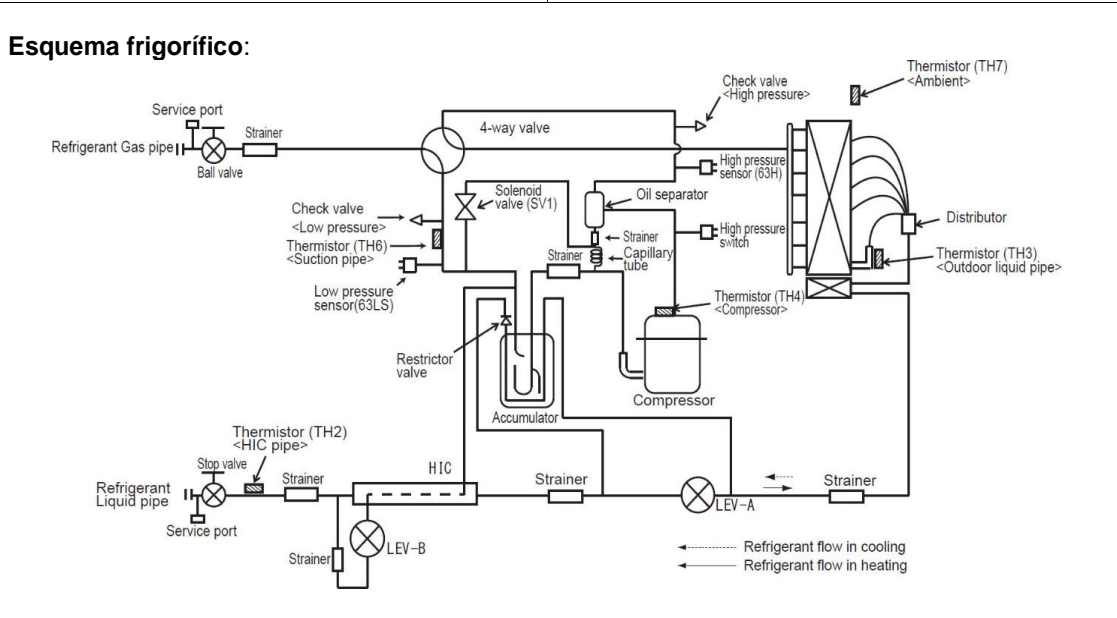 Esquema frigorífico:
Thermistor (TH7)
<Ambient>
Check valve
<High pressure>
Service port
Strainer
4-way valve
Refrigerant Gas pipe
Ball valve
High pressure
sensor (63H)
Solenoid
valve (SV1)
Oil separator
Check valve
<Low pressure>
Distributor
Thermistor (TH6)
<Suction pipe>
Strainer
High pressure
switch
Strainer
Capillary
tube
Thermistor (TH3)
<Outdoor liquid pipe>
Low pressure
sensor(63LS)
Thermistor (TH4)
<Compressor>
Restrictor
valve
Compressor
Accumulator
Thermistor (TH2)
<HIC pipe>
Stop valve
Strainer
HIC
Strainer
Strainer
Refrigerant
Liquid pipe
LEV-A
Service port
LEV-B
Strainer
Refrigerant flow in cooling
Refrigerant flow in heating